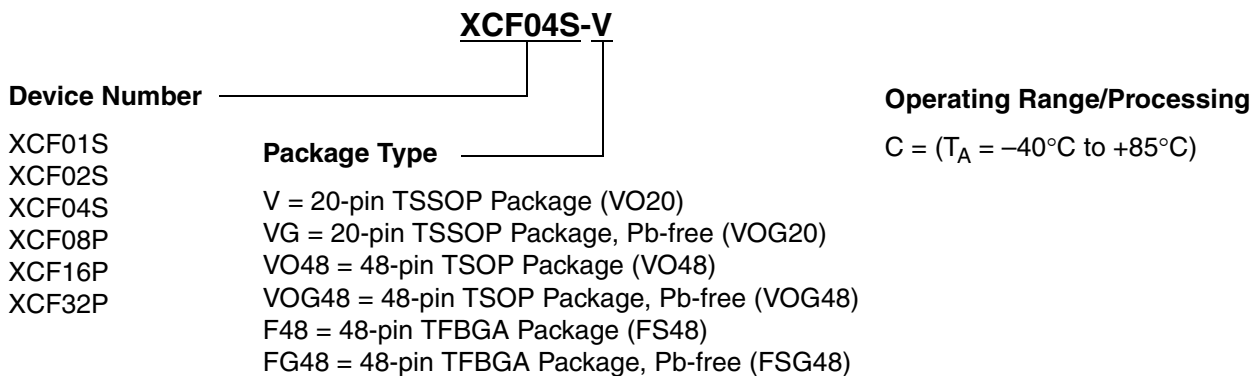 XCF04S-V
Device Number
XCF01S
XCF02S
XCF04S
XCF08P
XCF16P
XCF32P
Package Type
V = 20-pin TSSOP Package (VO20)
VG = 20-pin TSSOP Package, Pb-free (VOG20)
VO48 = 48-pin TSOP Package (VO48)
VOG48 = 48-pin TSOP Package, Pb-free (VOG48)
F48 = 48-pin TFBGA Package (FS48)
FG48 = 48-pin TFBGA Package, Pb-free (FSG48)
Operating Range/Processing
C = (TA = –40°C to +85°C)